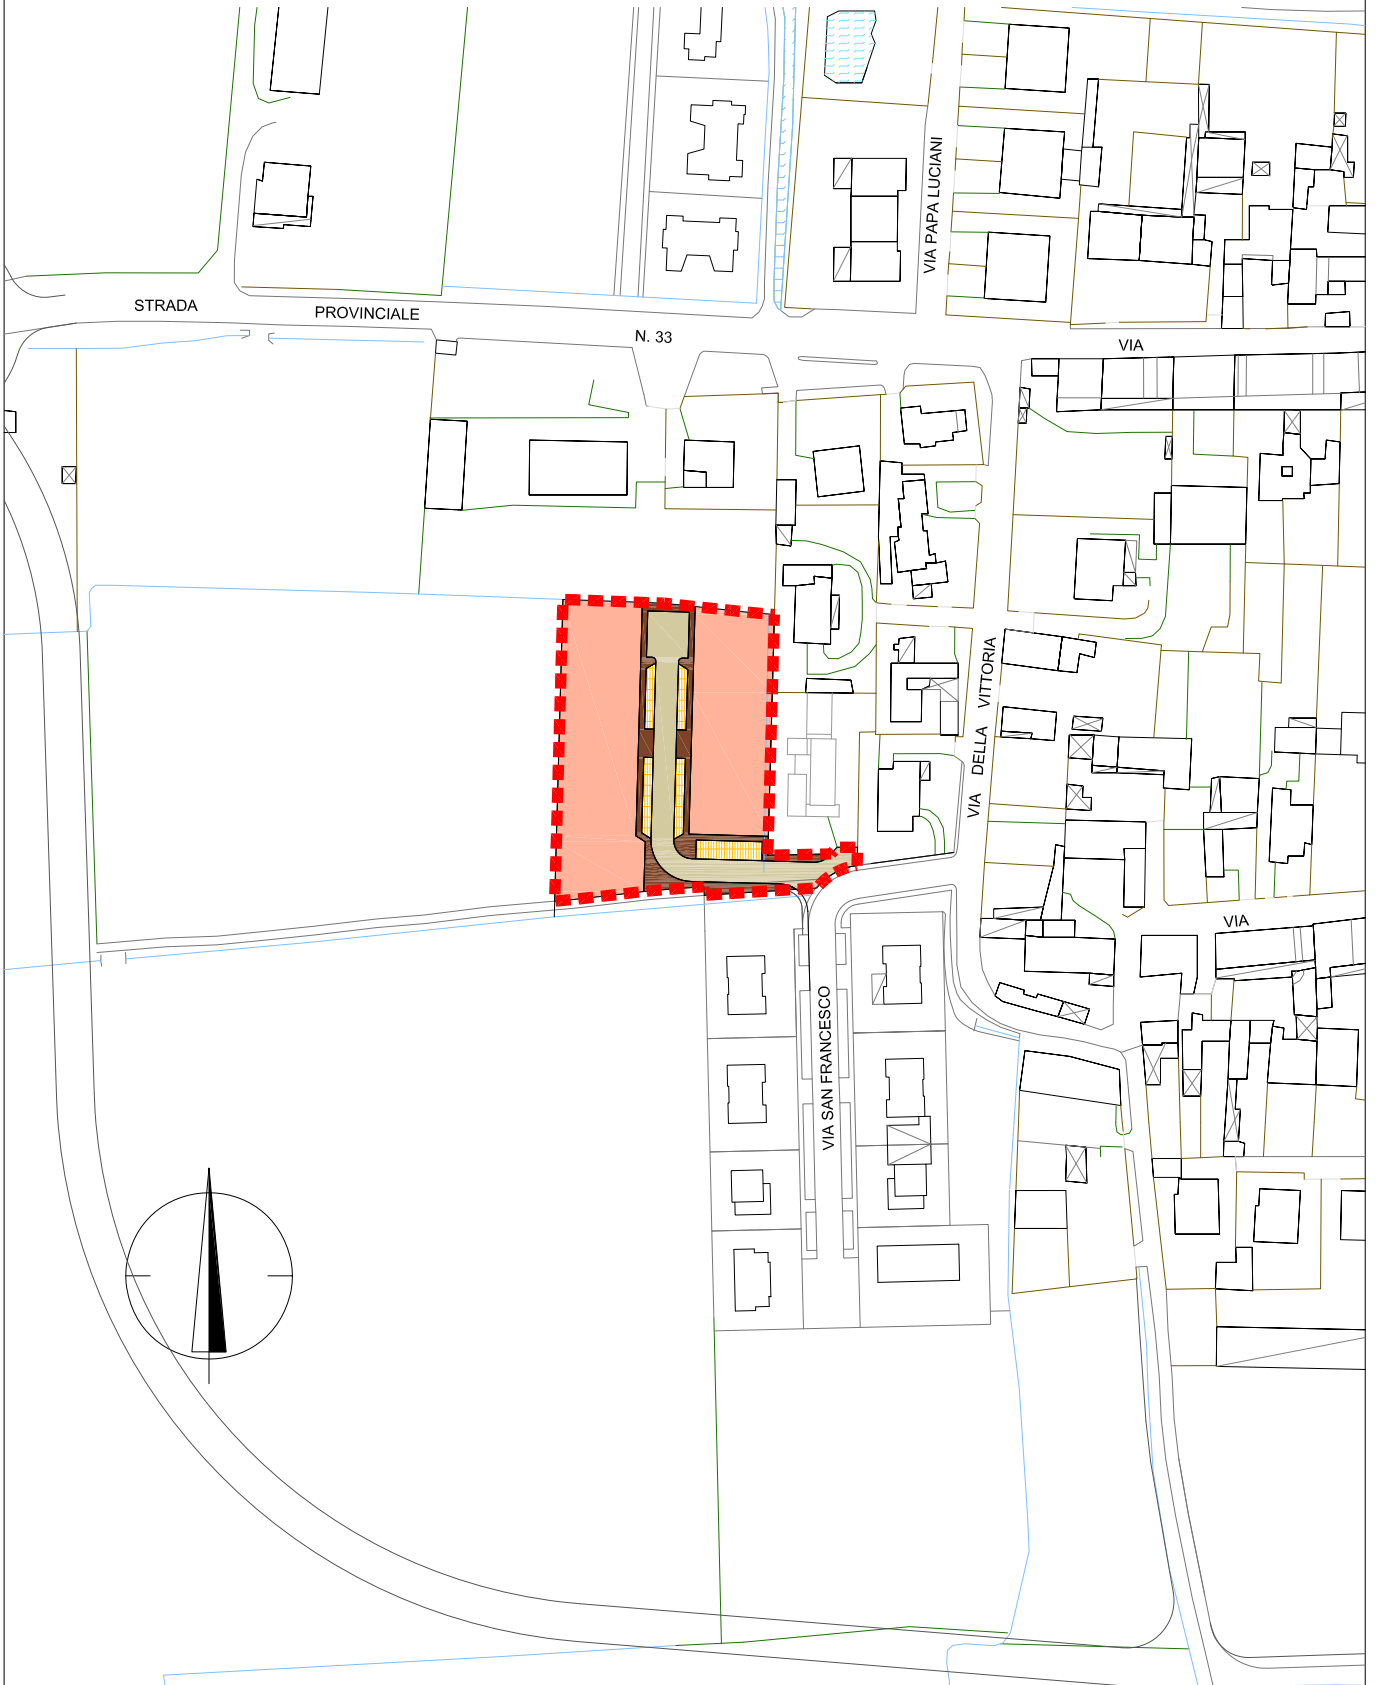 VIA PAPA LUCIANI
STRADA PROVINCIALE N. 33 VIA
VIA DELLA VITTORIA
VIA
VIA SAN FRANCESCO